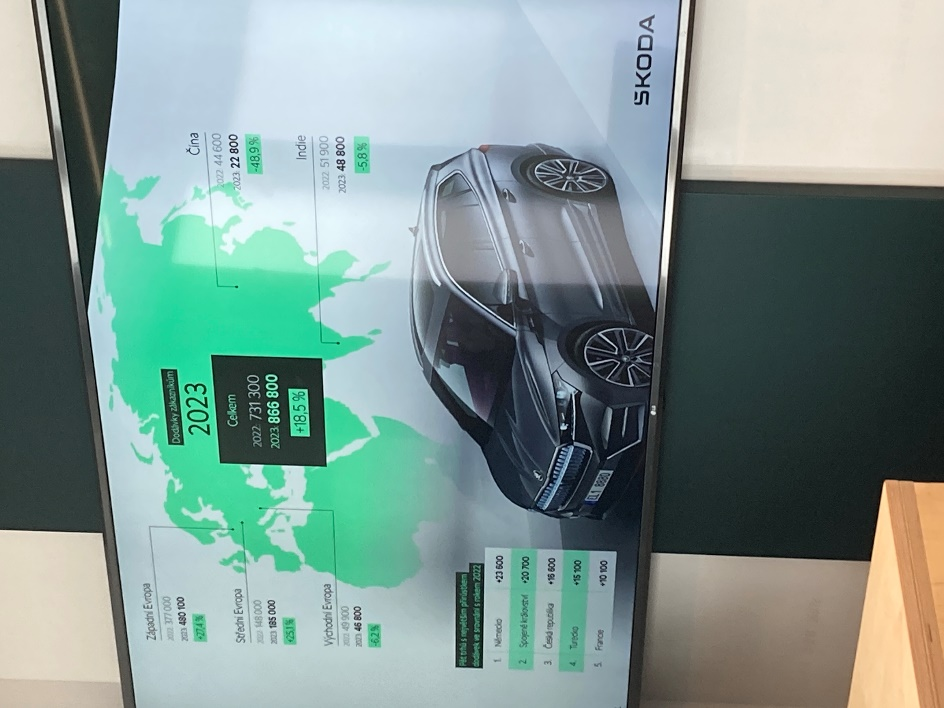 Dodávky zákazníkům
2023
Celkem
2022: 731 300
2023: 866 800
+18,5 %
Západní Evropa
2022: 377 000
2023: 480 100
+27,4 %
Střední Evropa
2022: 148 000
2023: 185 000
+25,1 %
Východní Evropa
2022: 49 900
2023: 46 800
-6,2 %
Čína
2022: 44 600
2023: 22 800
-48,9 %
Indie
2022: 51 900
2023: 48 800
-5,8 %
Pět trhů s největším přírůstkem
dodávek ve srovnání s rokem 2022
1. Německo +23 600
2. Spojené království +20 700
3. Česká republika +16 600
4. Turecko +15 100
5. Francie +10 100
ŠKODA